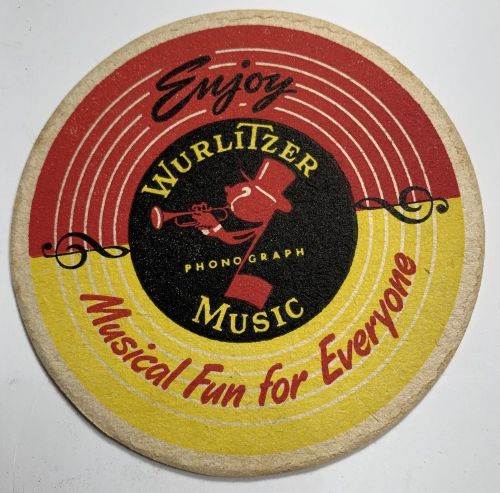 Enjoy
WURLITZER
PHONOGRAPH
MUSIC
Musical Fun for Everyone